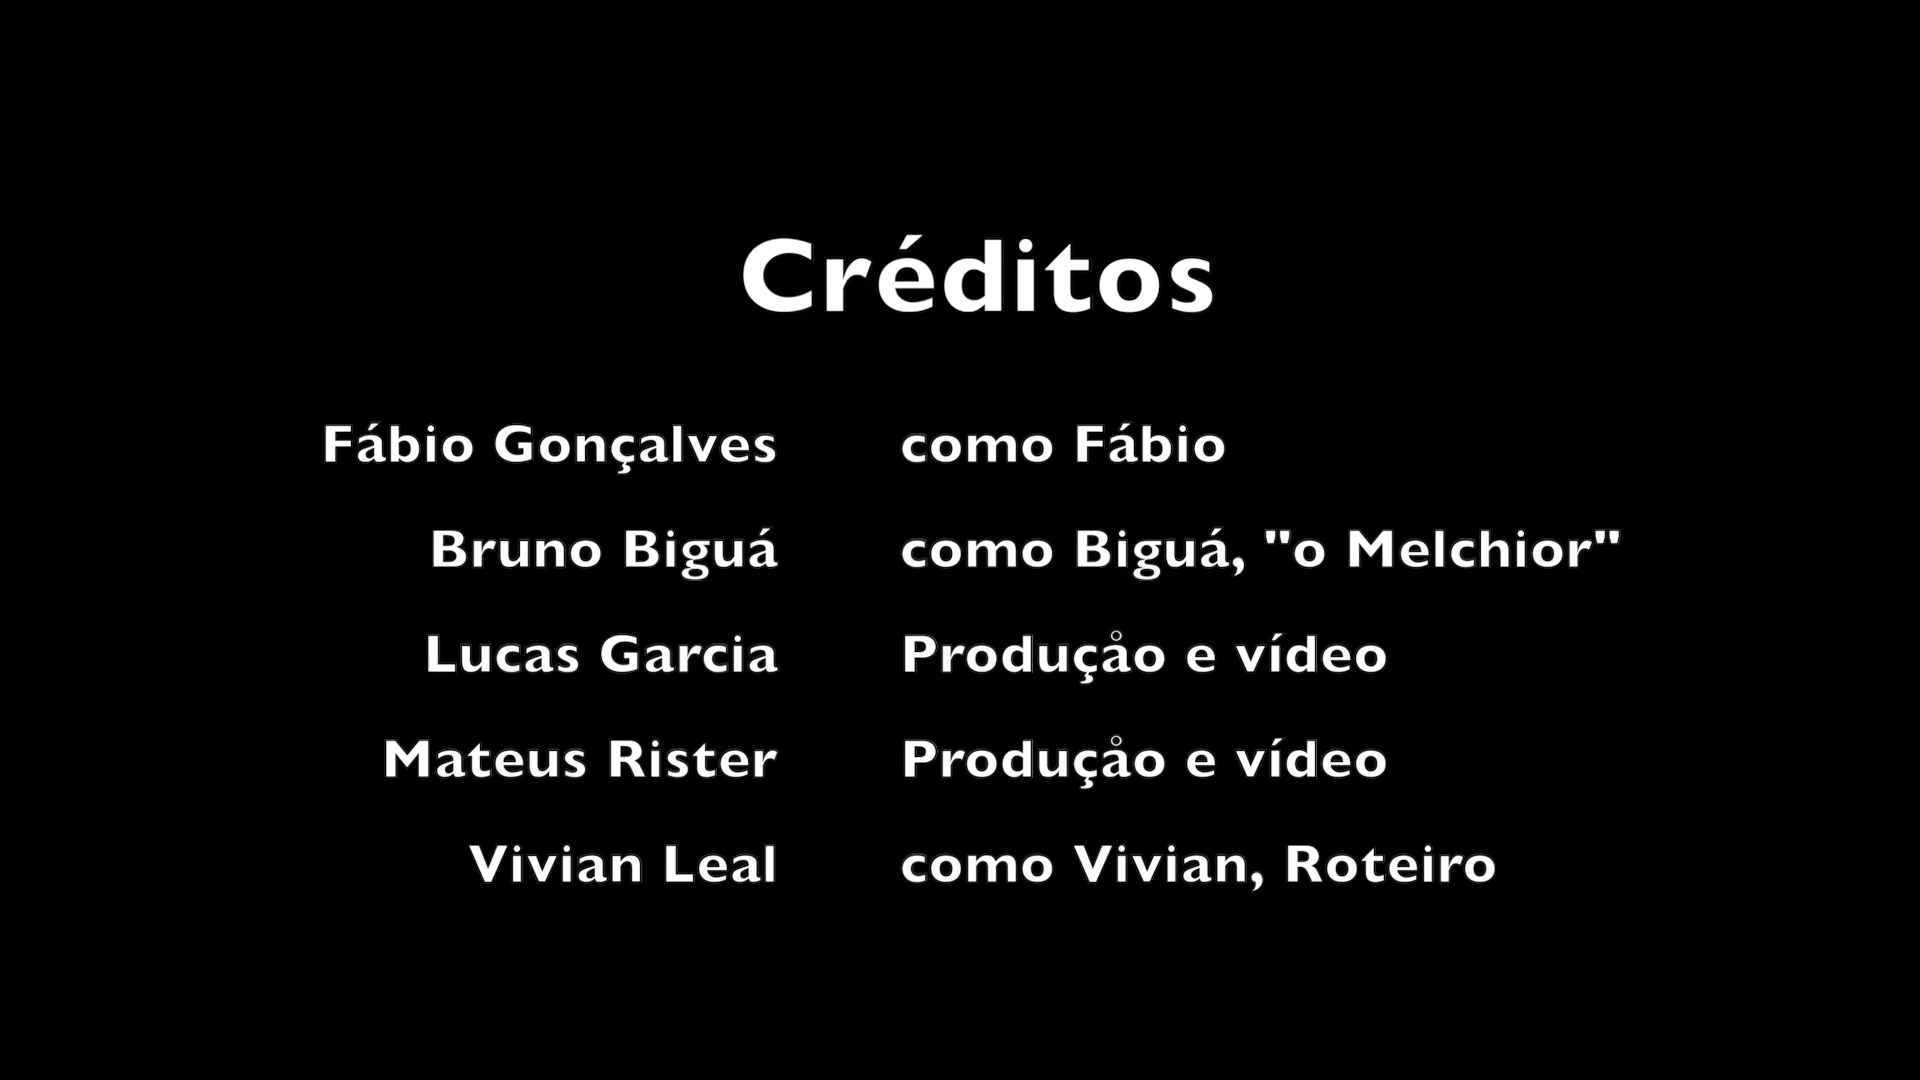 Créditos
Fábio Gonçalves como Fábio
Bruno Biguá como Biguá, "o Melchior"
Lucas Garcia Produçåo e vídeo
Mateus Rister Produçåo e vídeo
Vivian Leal como Vivian, Roteiro